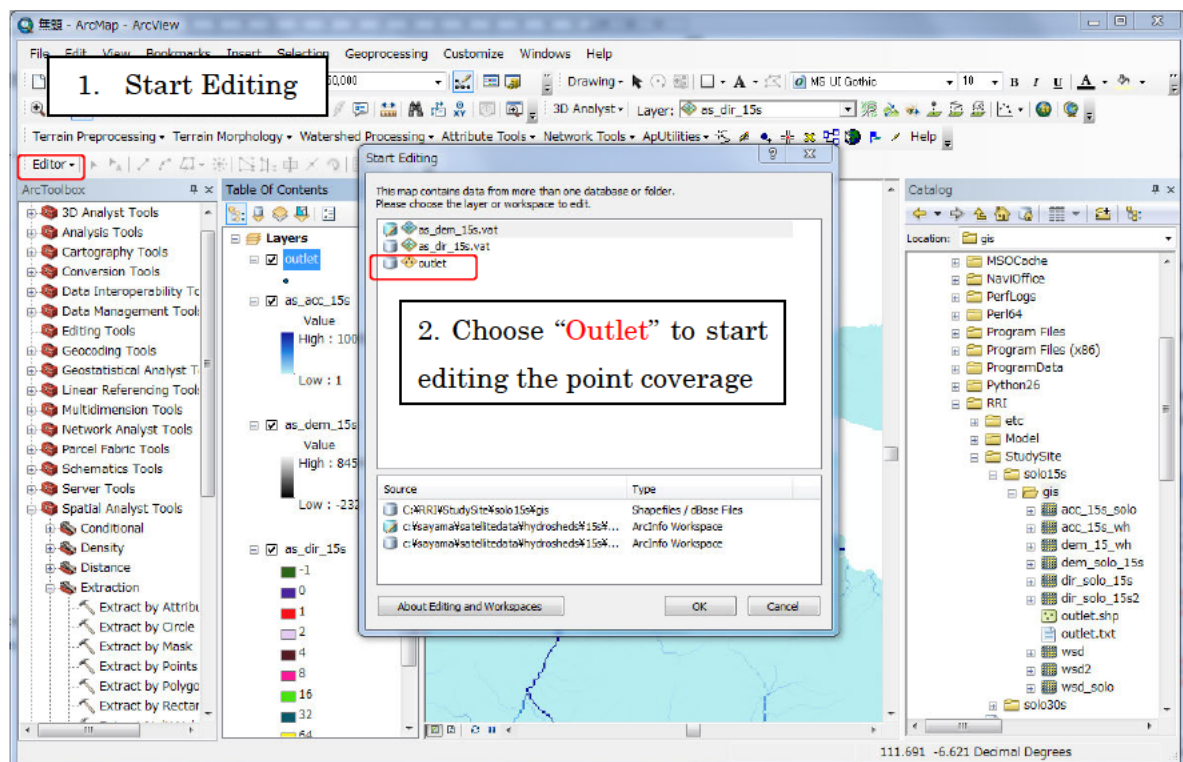 無題 - ArcMap - ArcView
File Edit View Bookmarks Insert Selection Geoprocessing Customize Windows Help
1. Start Editing
Drawing
MS UI Gothic
10
B I U A
3D Analyst
Layer: as_dir_15s
Terrain Preprocessing Terrain Morphology Watershed Processing Attribute Tools Network Tools ApUtilities Help
Editor
ArcToolbox
3D Analyst Tools
Analysis Tools
Cartography Tools
Conversion Tools
Data Interoperability Tc
Data Management Tool
Editing Tools
Geocoding Tools
Geostatistical Analyst T
Linear Referencing Tool
Multidimension Tools
Network Analyst Tools
Parcel Fabric Tools
Schematics Tools
Server Tools
Spatial Analyst Tools
Conditional
Density
Distance
Extraction
Extract by Attribu
Extract by Circle
Extract by Mask
Extract by Points
Extract by Polygo
Extract by Rectar
Table Of Contents
Layers
outlet
as_acc_15s
Value
High : 100
Low : 1
as_dem_15s
Value
High : 845
Low : -232
as_dir_15s
-1
0
1
2
4
8
16
32
64
Start Editing
This map contains data from more than one database or folder.
Please choose the layer or workspace to edit.
as_dem_15s.vat
as_dir_15s.vat
outlet
2. Choose “Outlet” to start
editing the point coverage
Source Type
C:¥RRI¥StudySite¥solo15s¥gis Shapefiles / dBase Files
c:¥sayama¥satellitedata¥hydrosheds¥15s¥... ArcInfo Workspace
c:¥sayama¥satellitedata¥hydrosheds¥15s¥... ArcInfo Workspace
About Editing and Workspaces OK Cancel
Catalog
Location: gis
MSOCache
NaviOffice
PerfLogs
Perl64
Program Files
Program Files (x86)
ProgramData
Python26
RRI
etc
Model
StudySite
solo15s
gis
acc_15s_solo
acc_15s_wh
dem_15_wh
dem_solo_15s
dir_solo_15s
dir_solo_15s2
outlet.shp
outlet.txt
wsd
wsd2
wsd_solo
solo30s
111.691 -6.621 Decimal Degrees